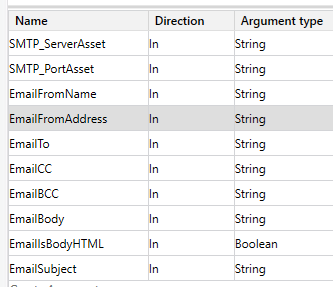 Name Direction Argument type
SMTP_ServerAsset In String
SMTP_PortAsset In String
EmailFromName In String
EmailFromAddress In String
EmailTo In String
EmailCC In String
EmailBCC In String
EmailBody In String
EmailIsBodyHTML In Boolean
EmailSubject In String